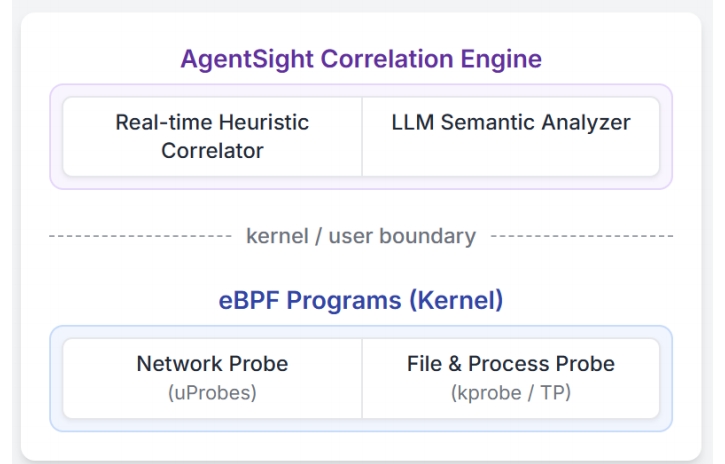 AgentSight Correlation Engine
Real-time Heuristic
Correlator
LLM Semantic Analyzer
kernel / user boundary
eBPF Programs (Kernel)
Network Probe
(uProbes)
File & Process Probe
(kprobe / TP)